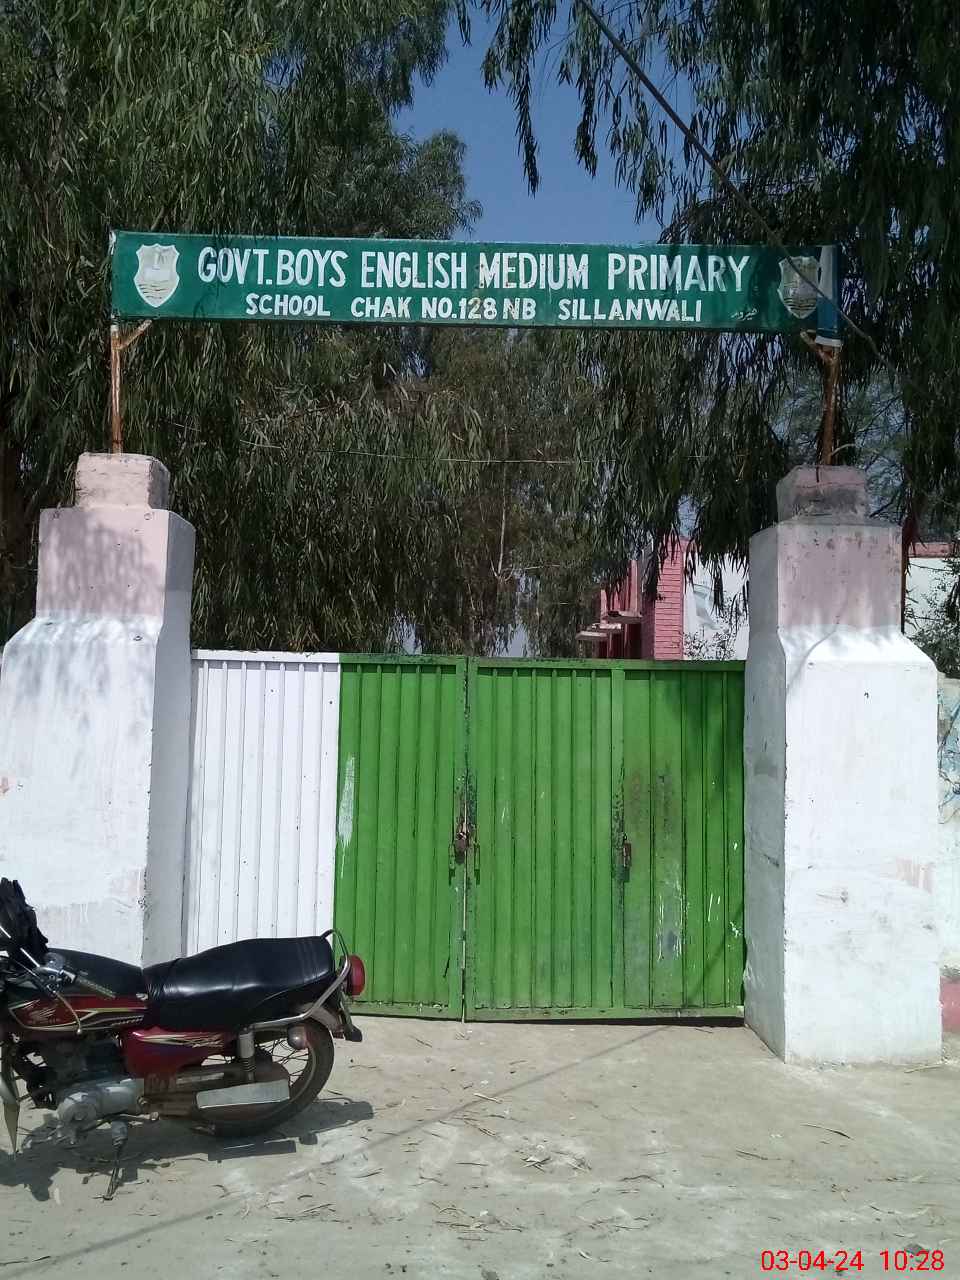 GOVT.BOYS ENGLISH MEDIUM PRIMARY
SCHOOL CHAK NO.128 NB SILLANWALI
03-04-24 10:28